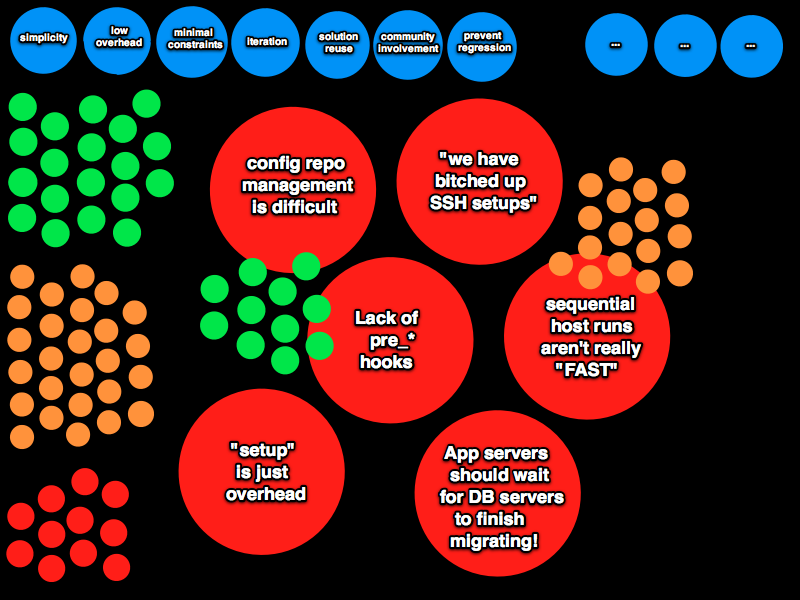 simplicity
low
overhead
minimal
constraints
iteration
solution
reuse
community
involvement
prevent
regression
...
...
...
config repo
management
is difficult
"we have
bitched up
SSH setups"
Lack of
pre_*
hooks
sequential
host runs
aren't really
"FAST"
"setup"
is just
overhead
App servers
should wait
for DB servers
to finish
migrating!